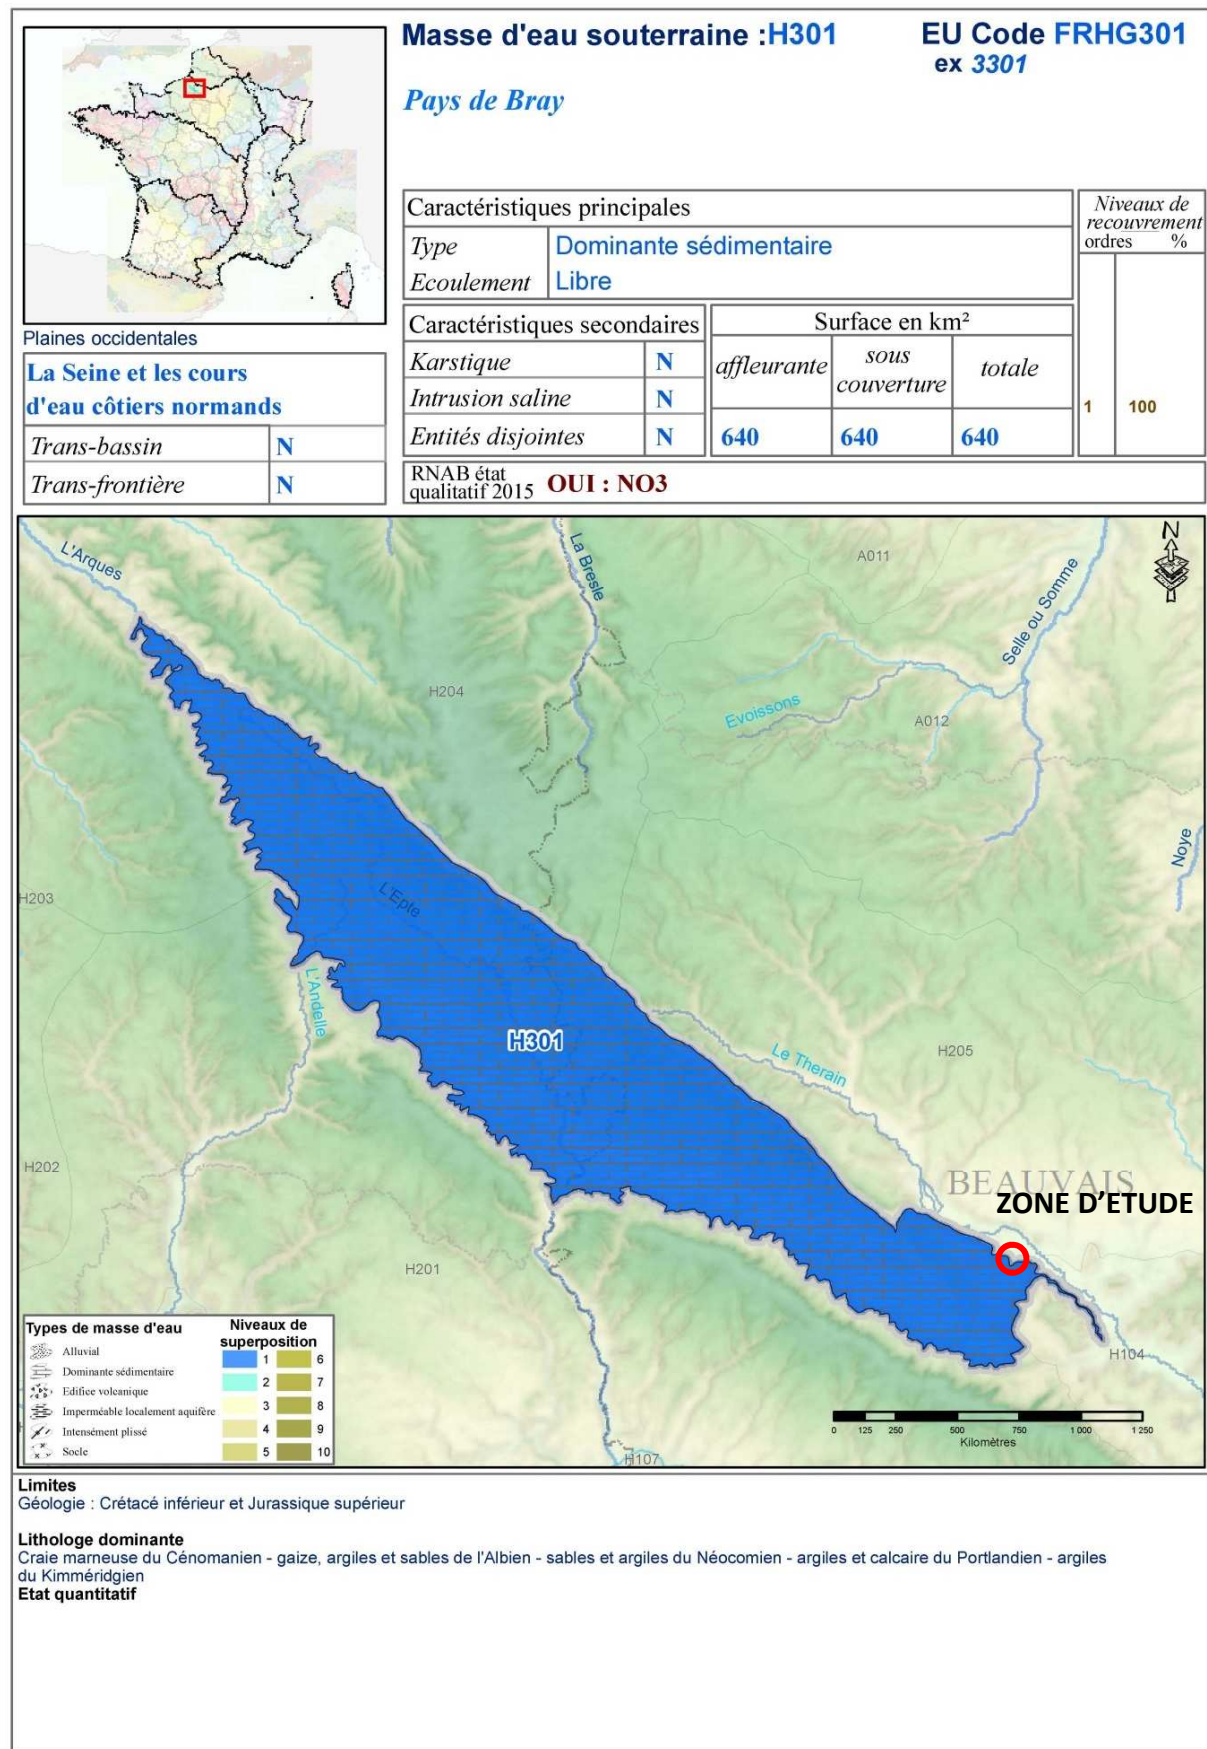 Masse d'eau souterraine :H301
EU Code FRHG301
ex 3301
Pays de Bray
Plaines occidentales
La Seine et les cours
d'eau côtiers normands
Trans-bassin N
Trans-frontière N
Caractéristiques principales
Type Dominante sédimentaire
Ecoulement Libre
Caractéristiques secondaires
Karstique N
Intrusion saline N
Entités disjointes N
Surface en km²
affleurante
sous
couverture
totale
640 640 640
Niveaux de
recouvrement
ordres %
1 100
RNAB état
qualitatif 2015 OUI : NO3
L'Arques
La Bresle
A011
N
Selle ou Somme
H204
Evoissons
A012
Noye
H203
L'Epte
L'Andelle
H301
Le Therain
H205
H202
BEAUVAIS
ZONE D'ETUDE
H201
H104
H107
Types de masse d'eau
Alluvial
Dominante sédimentaire
Edifice volcanique
Imperméable localement aquifère
Intensément plissé
Socle
Niveaux de
superposition
1 6
2 7
3 8
4 9
5 10
0 125 250 500 750 1 000 1 250
Kilomètres
Limites
Géologie : Crétacé inférieur et Jurassique supérieur
Lithologe dominante
Craie marneuse du Cénomanien - gaize, argiles et sables de l'Albien - sables et argiles du Néocomien - argiles et calcaire du Portlandien - argiles
du Kimméridgien
Etat quantitatif